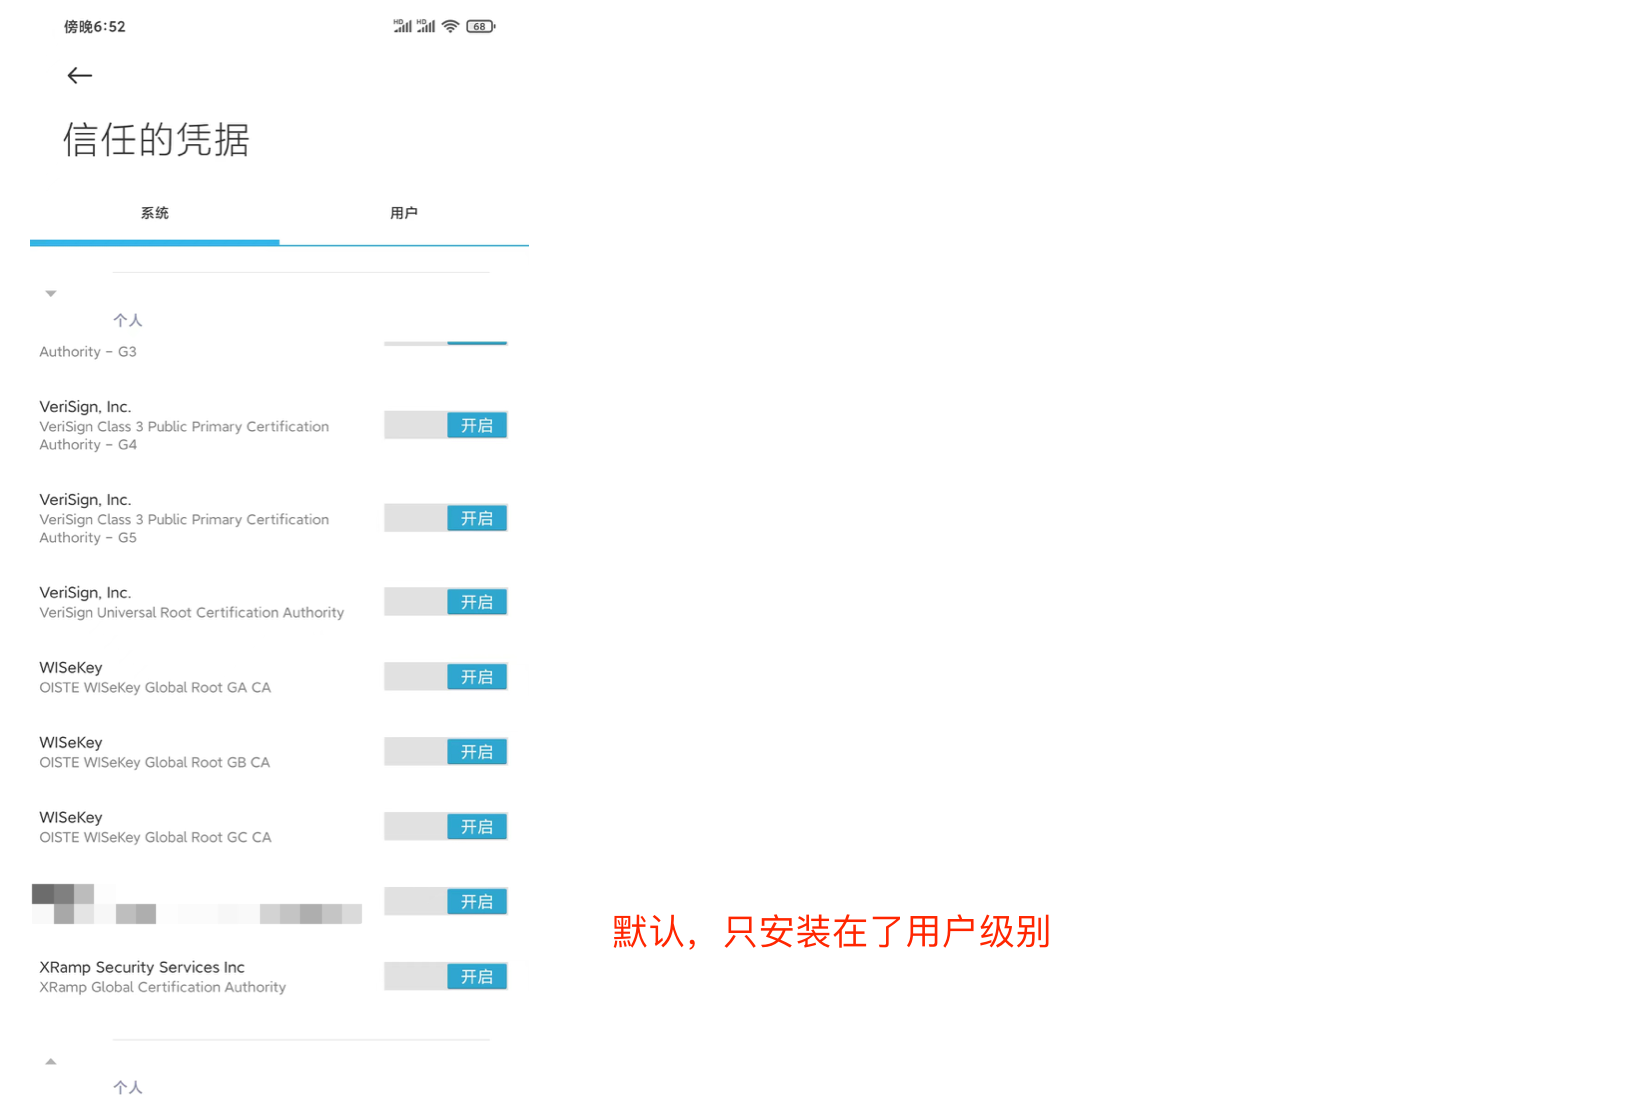 傍晚6:52
HD HD 68
信任的凭据
系统 用户
个人
Authority - G3
VeriSign, Inc.
VeriSign Class 3 Public Primary Certification
Authority - G4
开启
VeriSign, Inc.
VeriSign Class 3 Public Primary Certification
Authority - G5
开启
VeriSign, Inc.
VeriSign Universal Root Certification Authority
开启
WISeKey
OISTE WISeKey Global Root GA CA
开启
WISeKey
OISTE WISeKey Global Root GB CA
开启
WISeKey
OISTE WISeKey Global Root GC CA
开启
开启
默认，只安装在了用户级别
XRamp Security Services Inc
XRamp Global Certification Authority
开启
个人